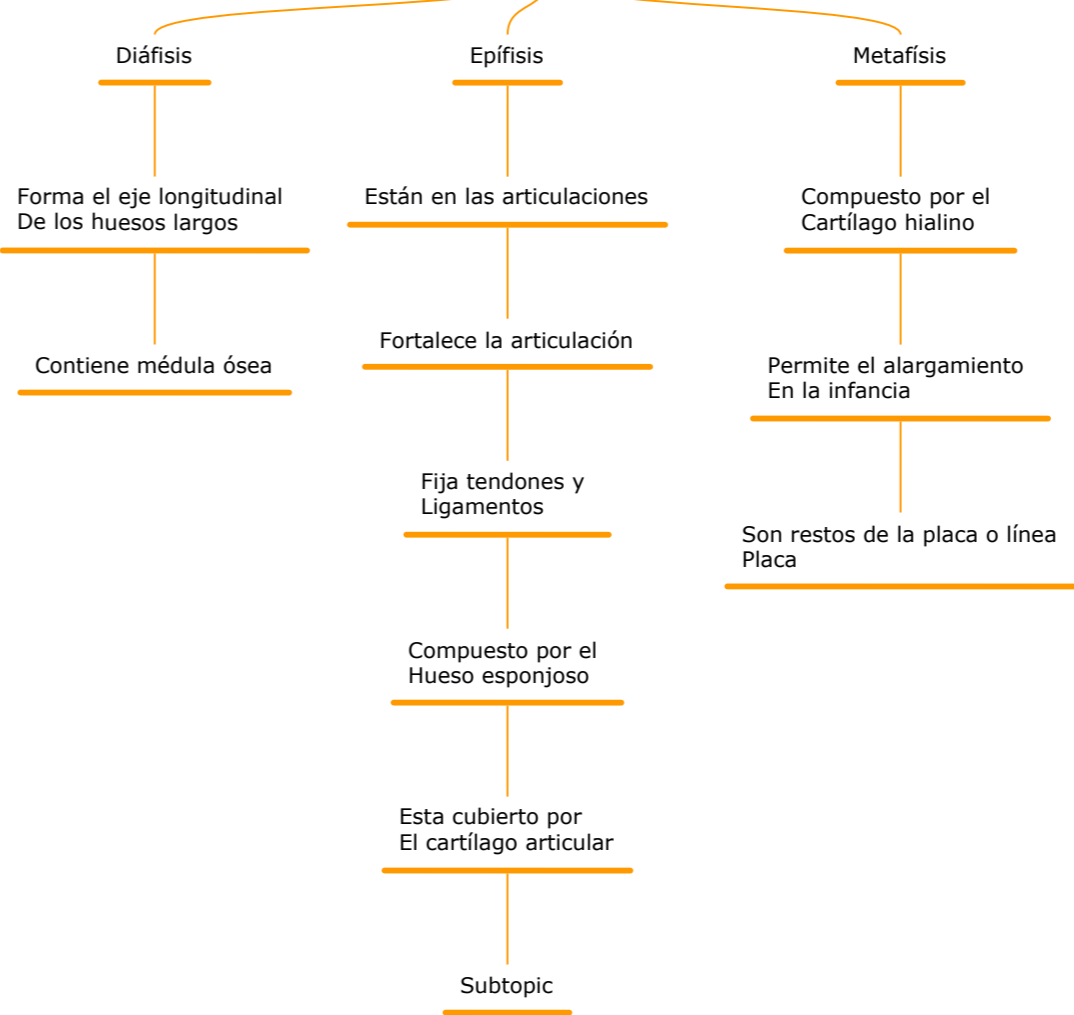 Diáfisis
Epífisis
Metafísis
Forma el eje longitudinal
De los huesos largos
Están en las articulaciones
Compuesto por el
Cartílago hialino
Fortalece la articulación
Contiene médula ósea
Permite el alargamiento
En la infancia
Fija tendones y
Ligamentos
Son restos de la placa o línea
Placa
Compuesto por el
Hueso esponjoso
Esta cubierto por
El cartílago articular
Subtopic